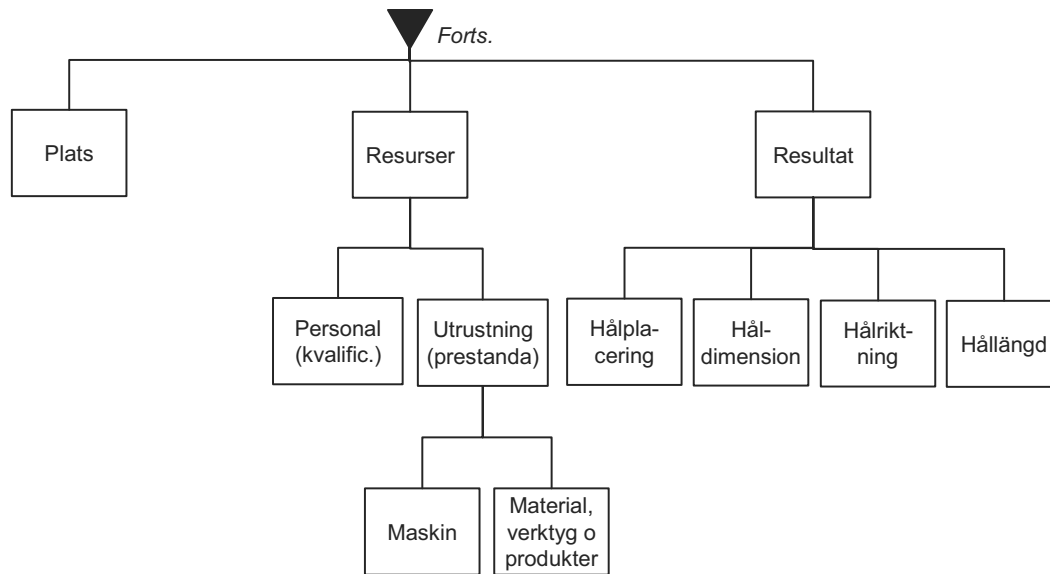 Forts.
Plats
Resurser
Resultat
Personal
(kvalific.)
Utrustning
(prestanda)
Hålpla-
cering
Hål-
dimension
Hålrikt-
ning
Hållängd
Maskin
Material,
verktyg o
produkter